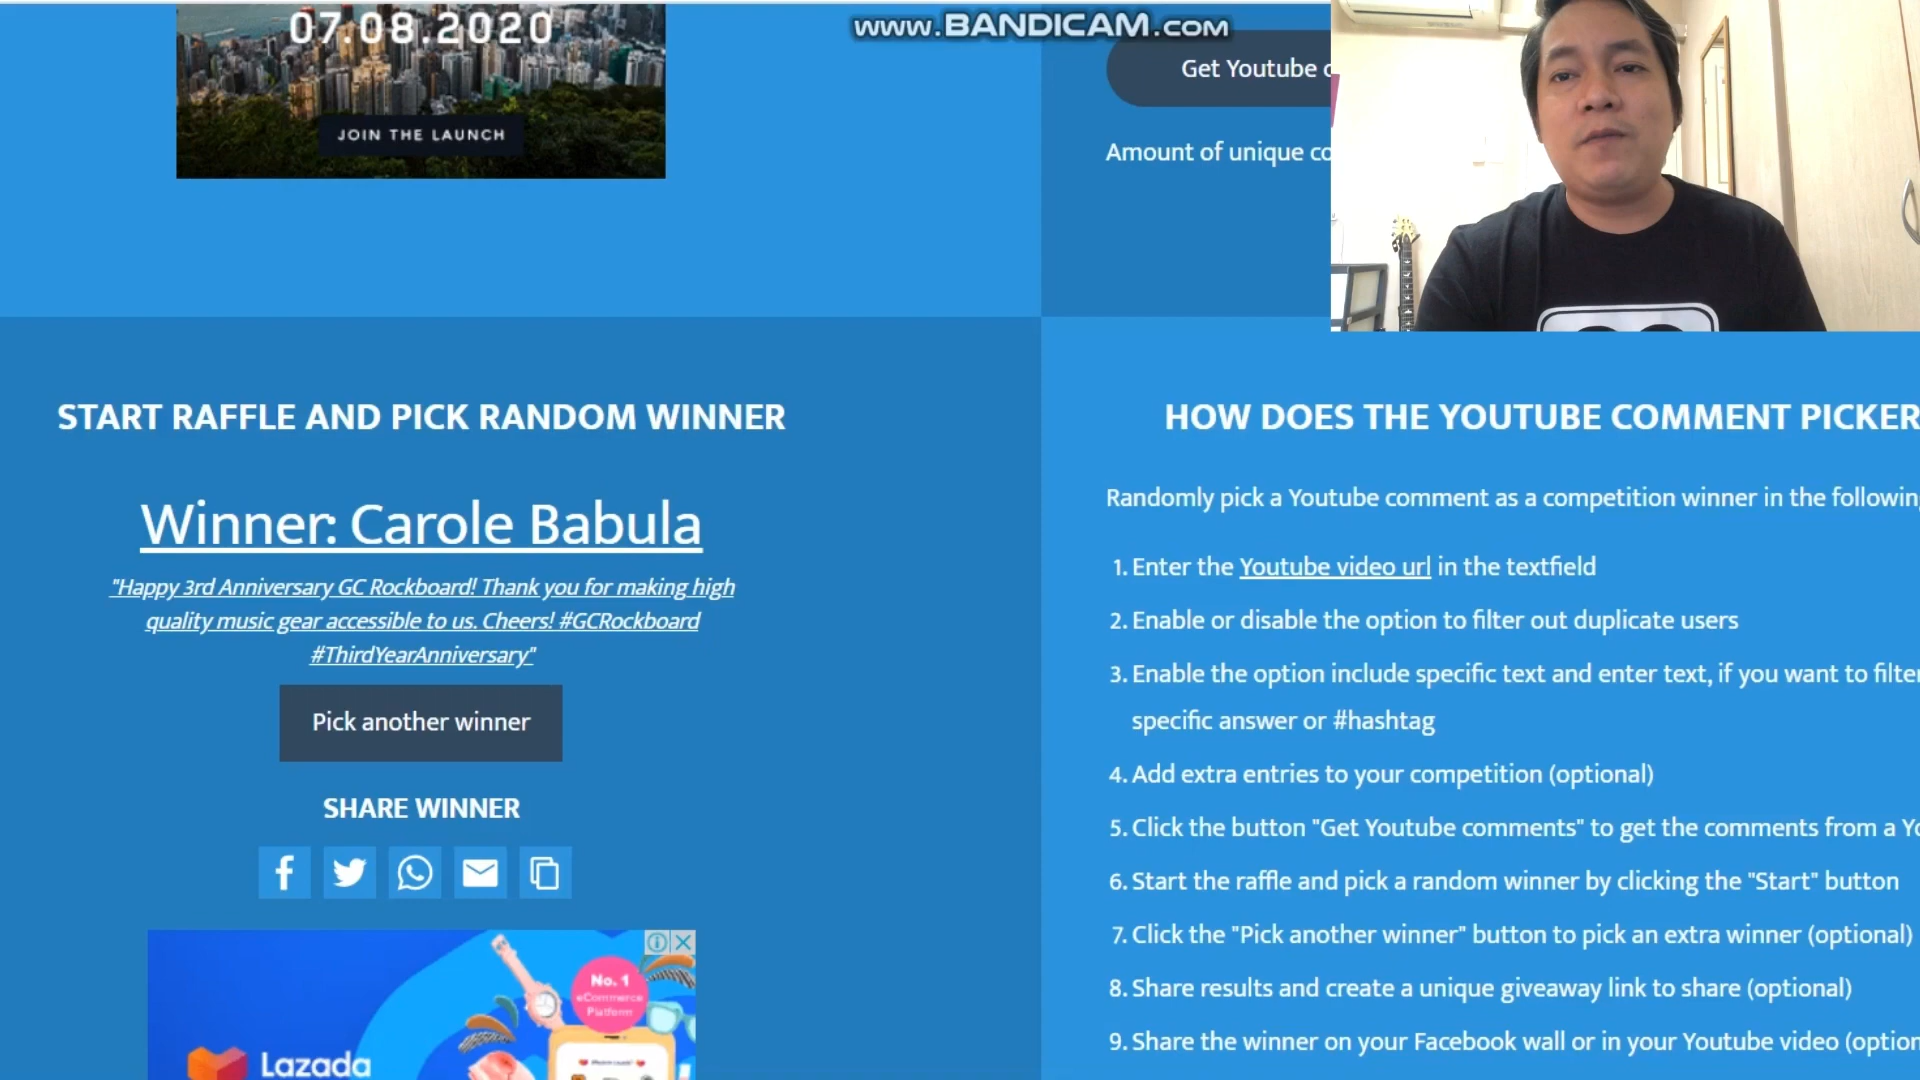 07.08.2020
JOIN THE LAUNCH
www.BANDICAM.com
Get Youtube c
Amount of unique co
START RAFFLE AND PICK RANDOM WINNER
Winner: Carole Babula
"Happy 3rd Anniversary GC Rockboard! Thank you for making high
quality music gear accessible to us. Cheers! #GCRockboard
#ThirdYearAnniversary"
Pick another winner
SHARE WINNER
No. 1
eCommerce
Platform
Lazada
HOW DOES THE YOUTUBE COMMENT PICKER
Randomly pick a Youtube comment as a competition winner in the following
1. Enter the Youtube video url in the textfield
2. Enable or disable the option to filter out duplicate users
3. Enable the option include specific text and enter text, if you want to filter
specific answer or #hashtag
4. Add extra entries to your competition (optional)
5. Click the button "Get Youtube comments" to get the comments from a Yo
6. Start the raffle and pick a random winner by clicking the "Start" button
7. Click the "Pick another winner" button to pick an extra winner (optional)
8. Share results and create a unique giveaway link to share (optional)
9. Share the winner on your Facebook wall or in your Youtube video (option